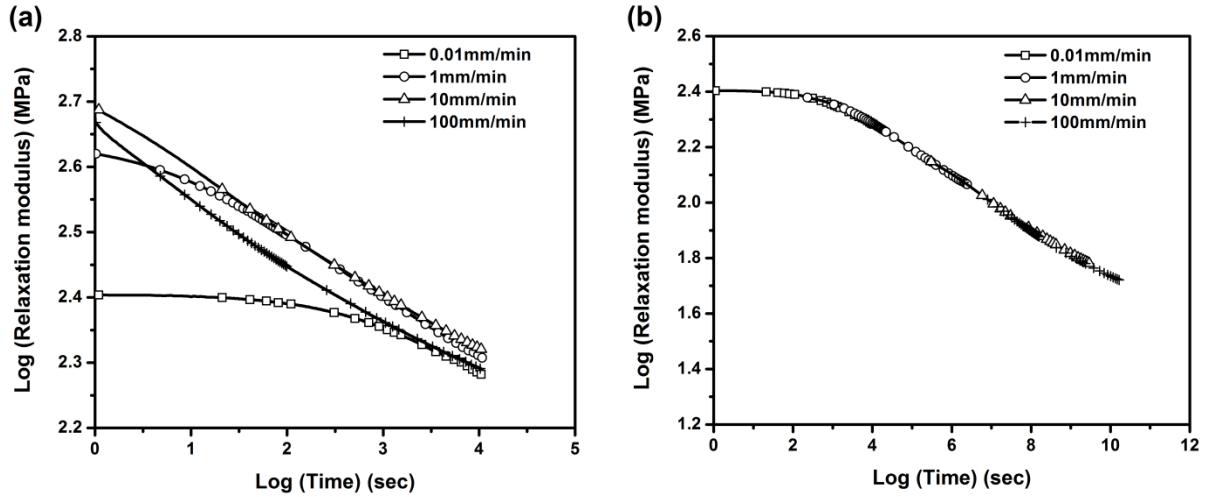 (a)
2.8
2.7
2.6
2.5
2.4
2.3
2.2
0 1 2 3 4 5
Log (Relaxation modulus) (MPa)
Log (Time) (sec)
0.01mm/min
1mm/min
10mm/min
100mm/min
(b)
2.6
2.4
2.2
2.0
1.8
1.6
1.4
1.2
0 2 4 6 8 10 12
Log (Relaxation modulus) (MPa)
Log (Time) (sec)
0.01mm/min
1mm/min
10mm/min
100mm/min